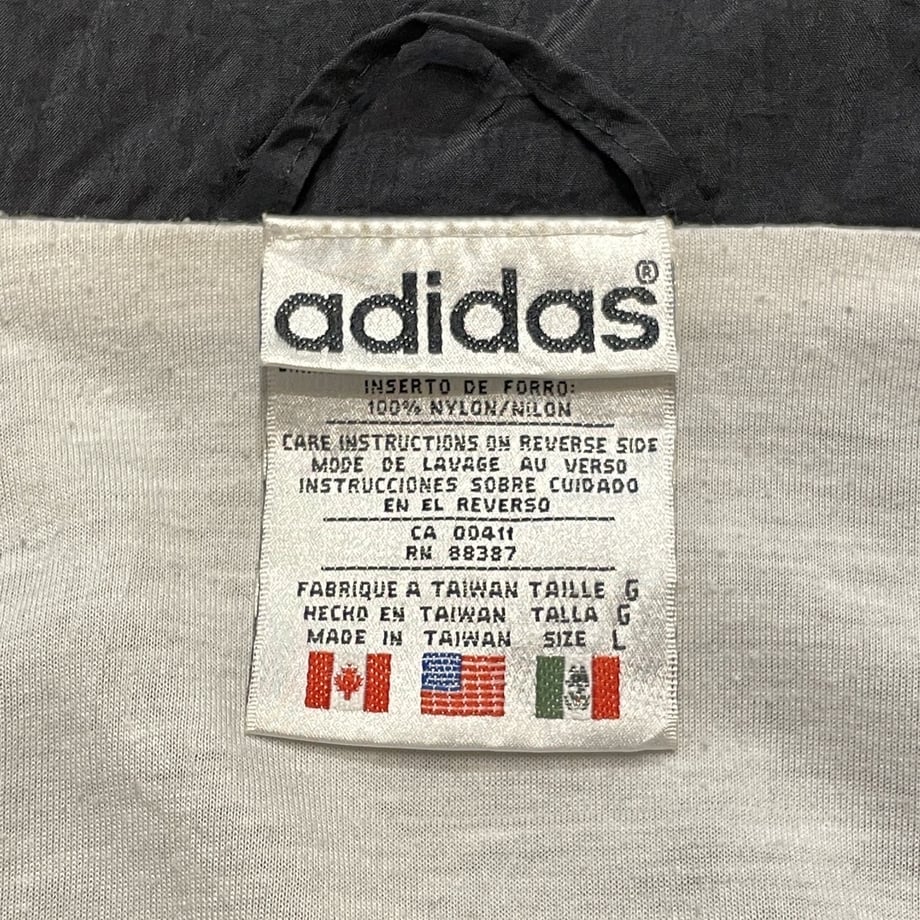 adidas®
INSERTO DE FORRO:
100% NYLON/NILON
CARE INSTRUCTIONS ON REVERSE SIDE
MODE DE LAVAGE AU VERSO
INSTRUCCIONES SOBRE CUIDADO
EN EL REVERSO
CA 00411
RN 88387
FABRIQUE A TAIWAN TAILLE G
HECHO EN TAIWAN TALLA G
MADE IN TAIWAN SIZE L